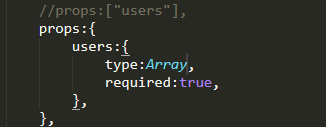 //props:["users"],
props:{
users:{
type:Array,
required:true,
},
},